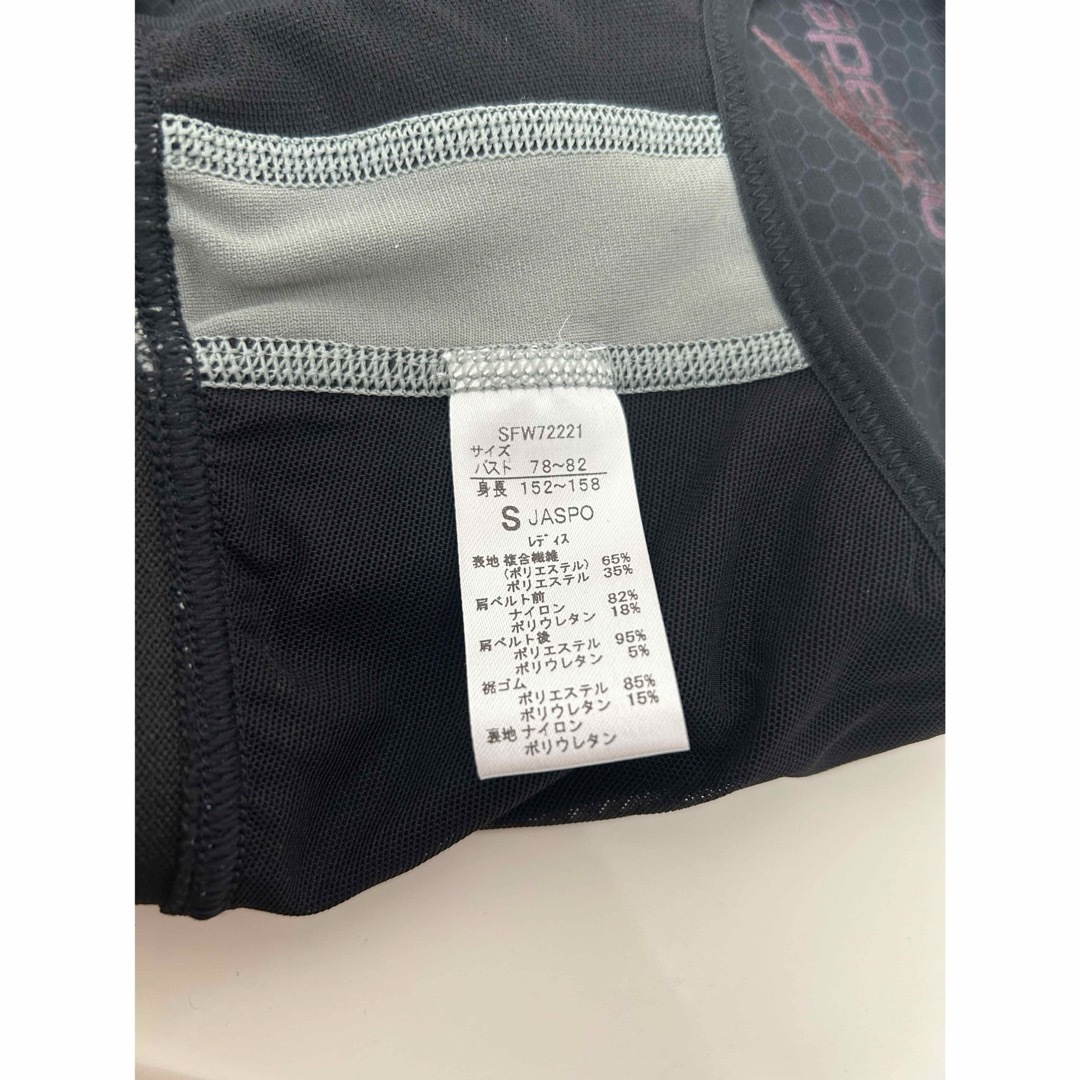 SPEEDO
SFW72221
サイズ
バスト 78~82
身長 152~158
S JASPO
レディス
表地 複合繊維
(ポリエステル) 65%
ポリエステル 35%
肩ベルト前
ナイロン 82%
ポリウレタン 18%
肩ベルト後
ポリエステル 95%
ポリウレタン 5%
裾ゴム
ポリエステル 85%
ポリウレタン 15%
裏地 ナイロン
ポリウレタン